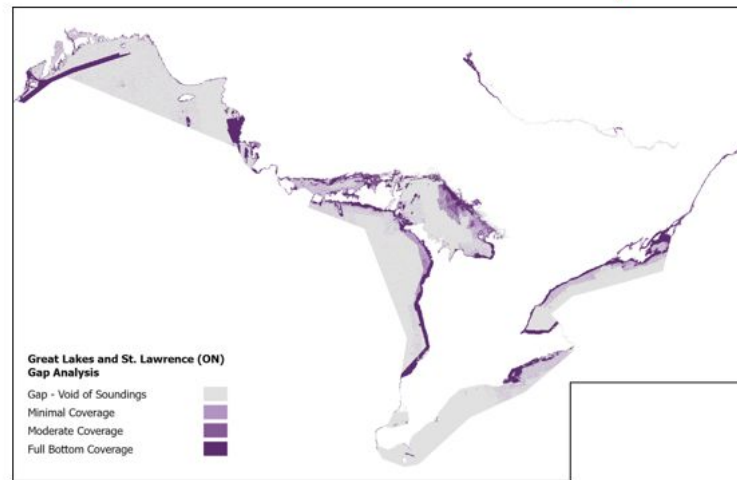 Great Lakes and St. Lawrence (ON)
Gap Analysis
Gap - Void of Soundings
Minimal Coverage
Moderate Coverage
Full Bottom Coverage